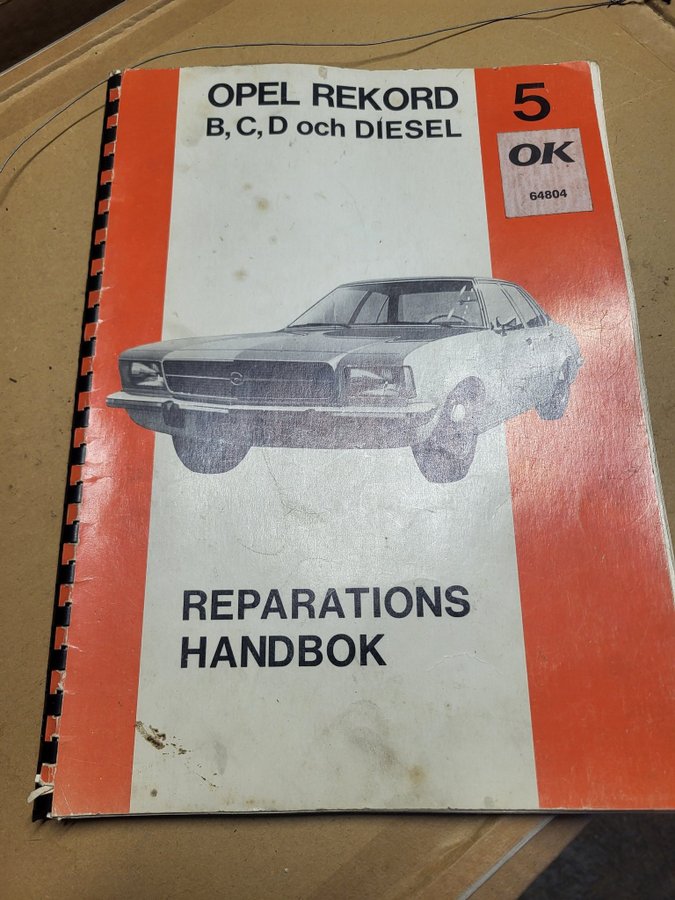 OPEL REKORD
B, C, D och DIESEL
5
OK
64804
REPARATIONS
HANDBOK